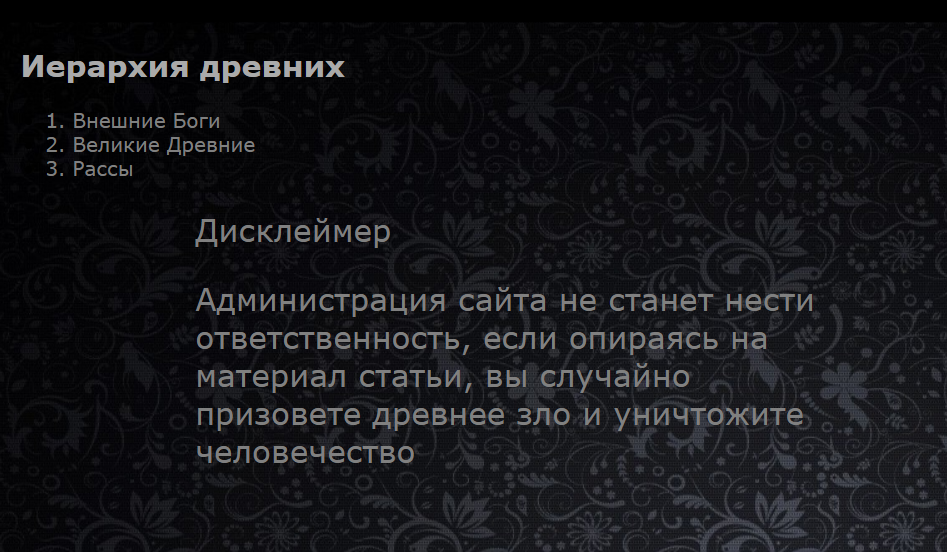 Иерархия древних
1. Внешние Боги
2. Великие Древние
3. Рассы
Дисклеймер
Администрация сайта не станет нести
ответственность, если опираясь на
материал статьи, вы случайно
призовете древнее зло и уничтожите
человечество